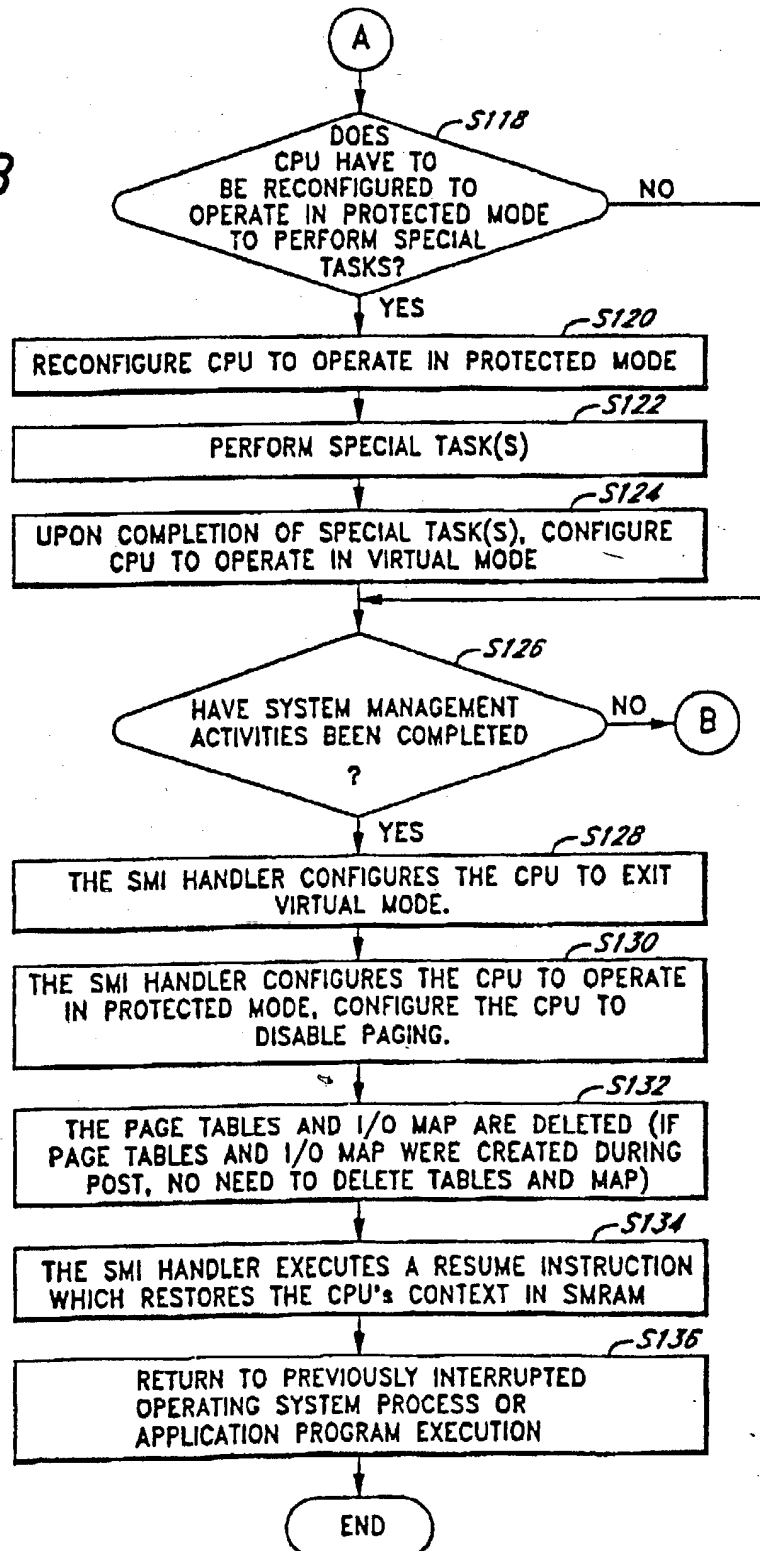 A
S118
DOES
CPU HAVE TO
BE RECONFIGURED TO
OPERATE IN PROTECTED MODE
TO PERFORM SPECIAL
TASKS?
NO
YES
S120
RECONFIGURE CPU TO OPERATE IN PROTECTED MODE
S122
PERFORM SPECIAL TASK(S)
S124
UPON COMPLETION OF SPECIAL TASK(S), CONFIGURE
CPU TO OPERATE IN VIRTUAL MODE
S126
HAVE SYSTEM MANAGEMENT
ACTIVITIES BEEN COMPLETED
?
NO
B
YES
S128
THE SMI HANDLER CONFIGURES THE CPU TO EXIT
VIRTUAL MODE.
S130
THE SMI HANDLER CONFIGURES THE CPU TO OPERATE
IN PROTECTED MODE, CONFIGURE THE CPU TO
DISABLE PAGING.
S132
THE PAGE TABLES AND I/O MAP ARE DELETED (IF
PAGE TABLES AND I/O MAP WERE CREATED DURING
POST, NO NEED TO DELETE TABLES AND MAP)
S134
THE SMI HANDLER EXECUTES A RESUME INSTRUCTION
WHICH RESTORES THE CPU's CONTEXT IN SMRAM
S136
RETURN TO PREVIOUSLY INTERRUPTED
OPERATING SYSTEM PROCESS OR
APPLICATION PROGRAM EXECUTION
END